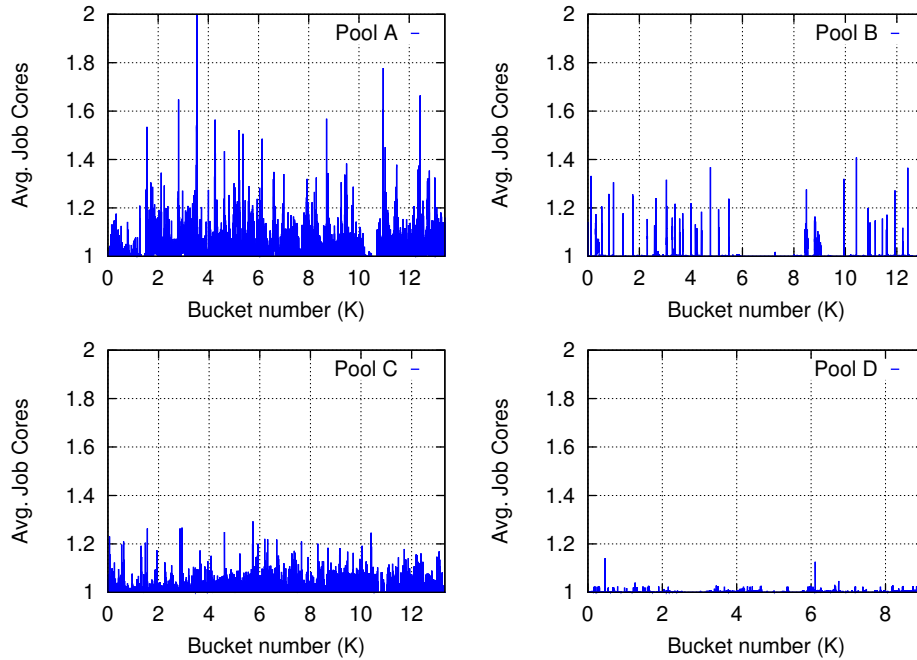 Avg. Job Cores
2
1.8
1.6
1.4
1.2
1
Pool A
0 2 4 6 8 10 12
Bucket number (K)
Avg. Job Cores
2
1.8
1.6
1.4
1.2
1
Pool B
0 2 4 6 8 10 12
Bucket number (K)
Avg. Job Cores
2
1.8
1.6
1.4
1.2
1
Pool C
0 2 4 6 8 10 12
Bucket number (K)
Avg. Job Cores
2
1.8
1.6
1.4
1.2
1
Pool D
0 2 4 6 8
Bucket number (K)